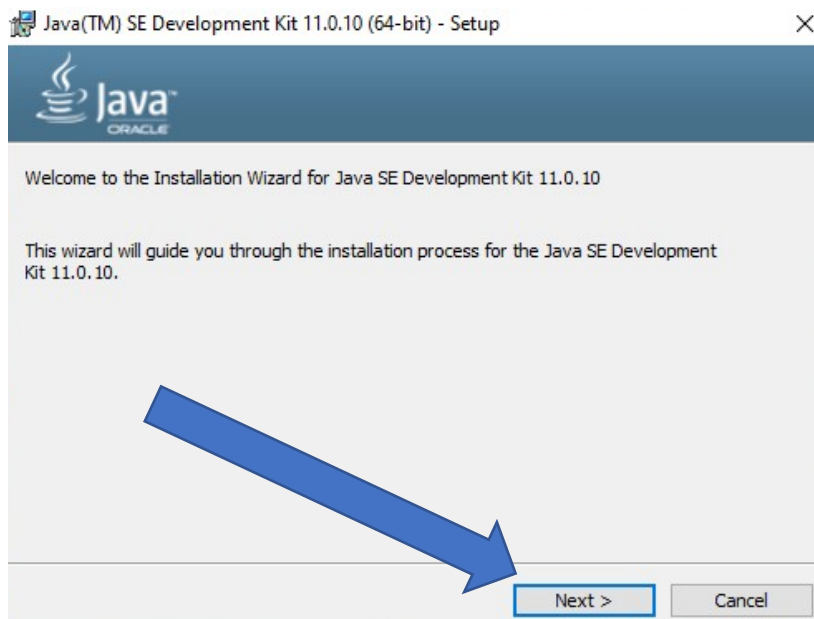 Java(TM) SE Development Kit 11.0.10 (64-bit) - Setup
Java™
ORACLE
Welcome to the Installation Wizard for Java SE Development Kit 11.0.10
This wizard will guide you through the installation process for the Java SE Development
Kit 11.0.10.
Next >
Cancel